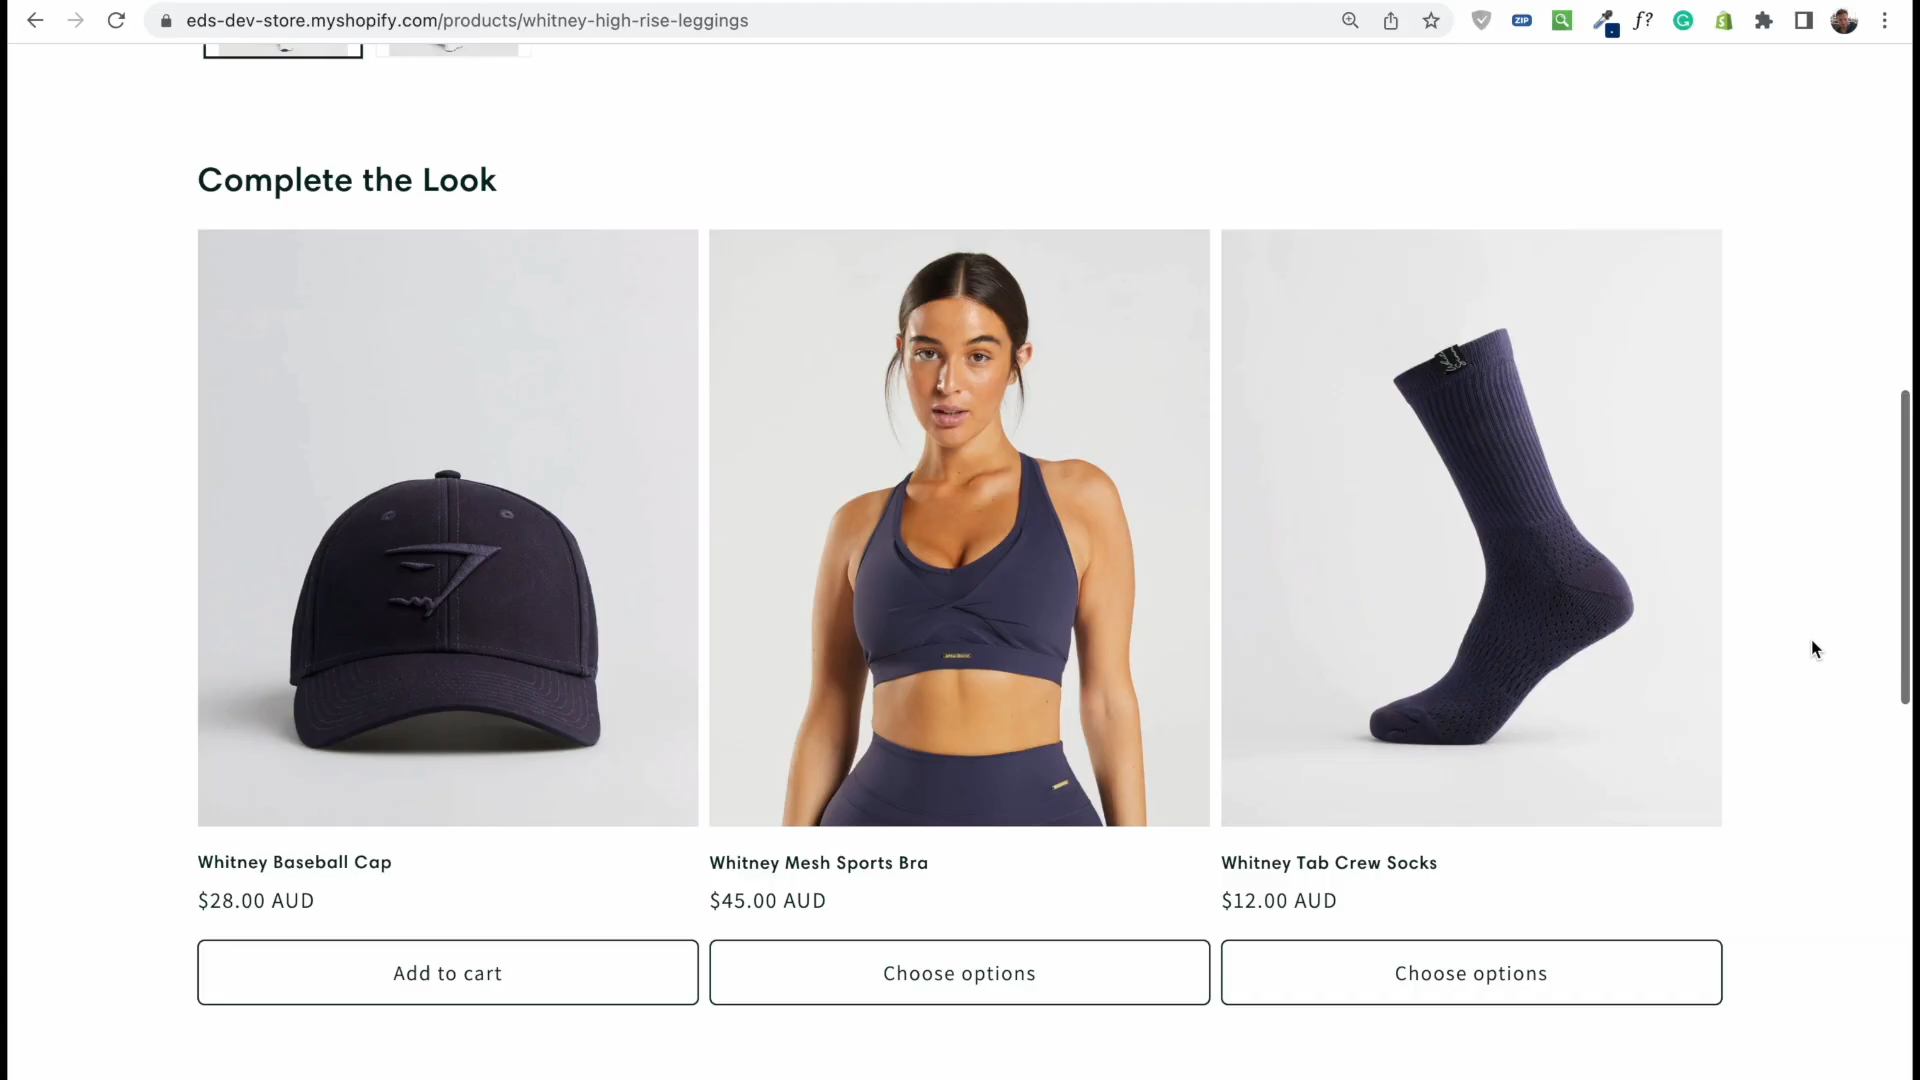 eds-dev-store.myshopify.com/products/whitney-high-rise-leggings
ZIP
f?
Complete the Look
Whitney Baseball Cap
Whitney Mesh Sports Bra
Whitney Tab Crew Socks
$28.00 AUD
$45.00 AUD
$12.00 AUD
Add to cart
Choose options
Choose options